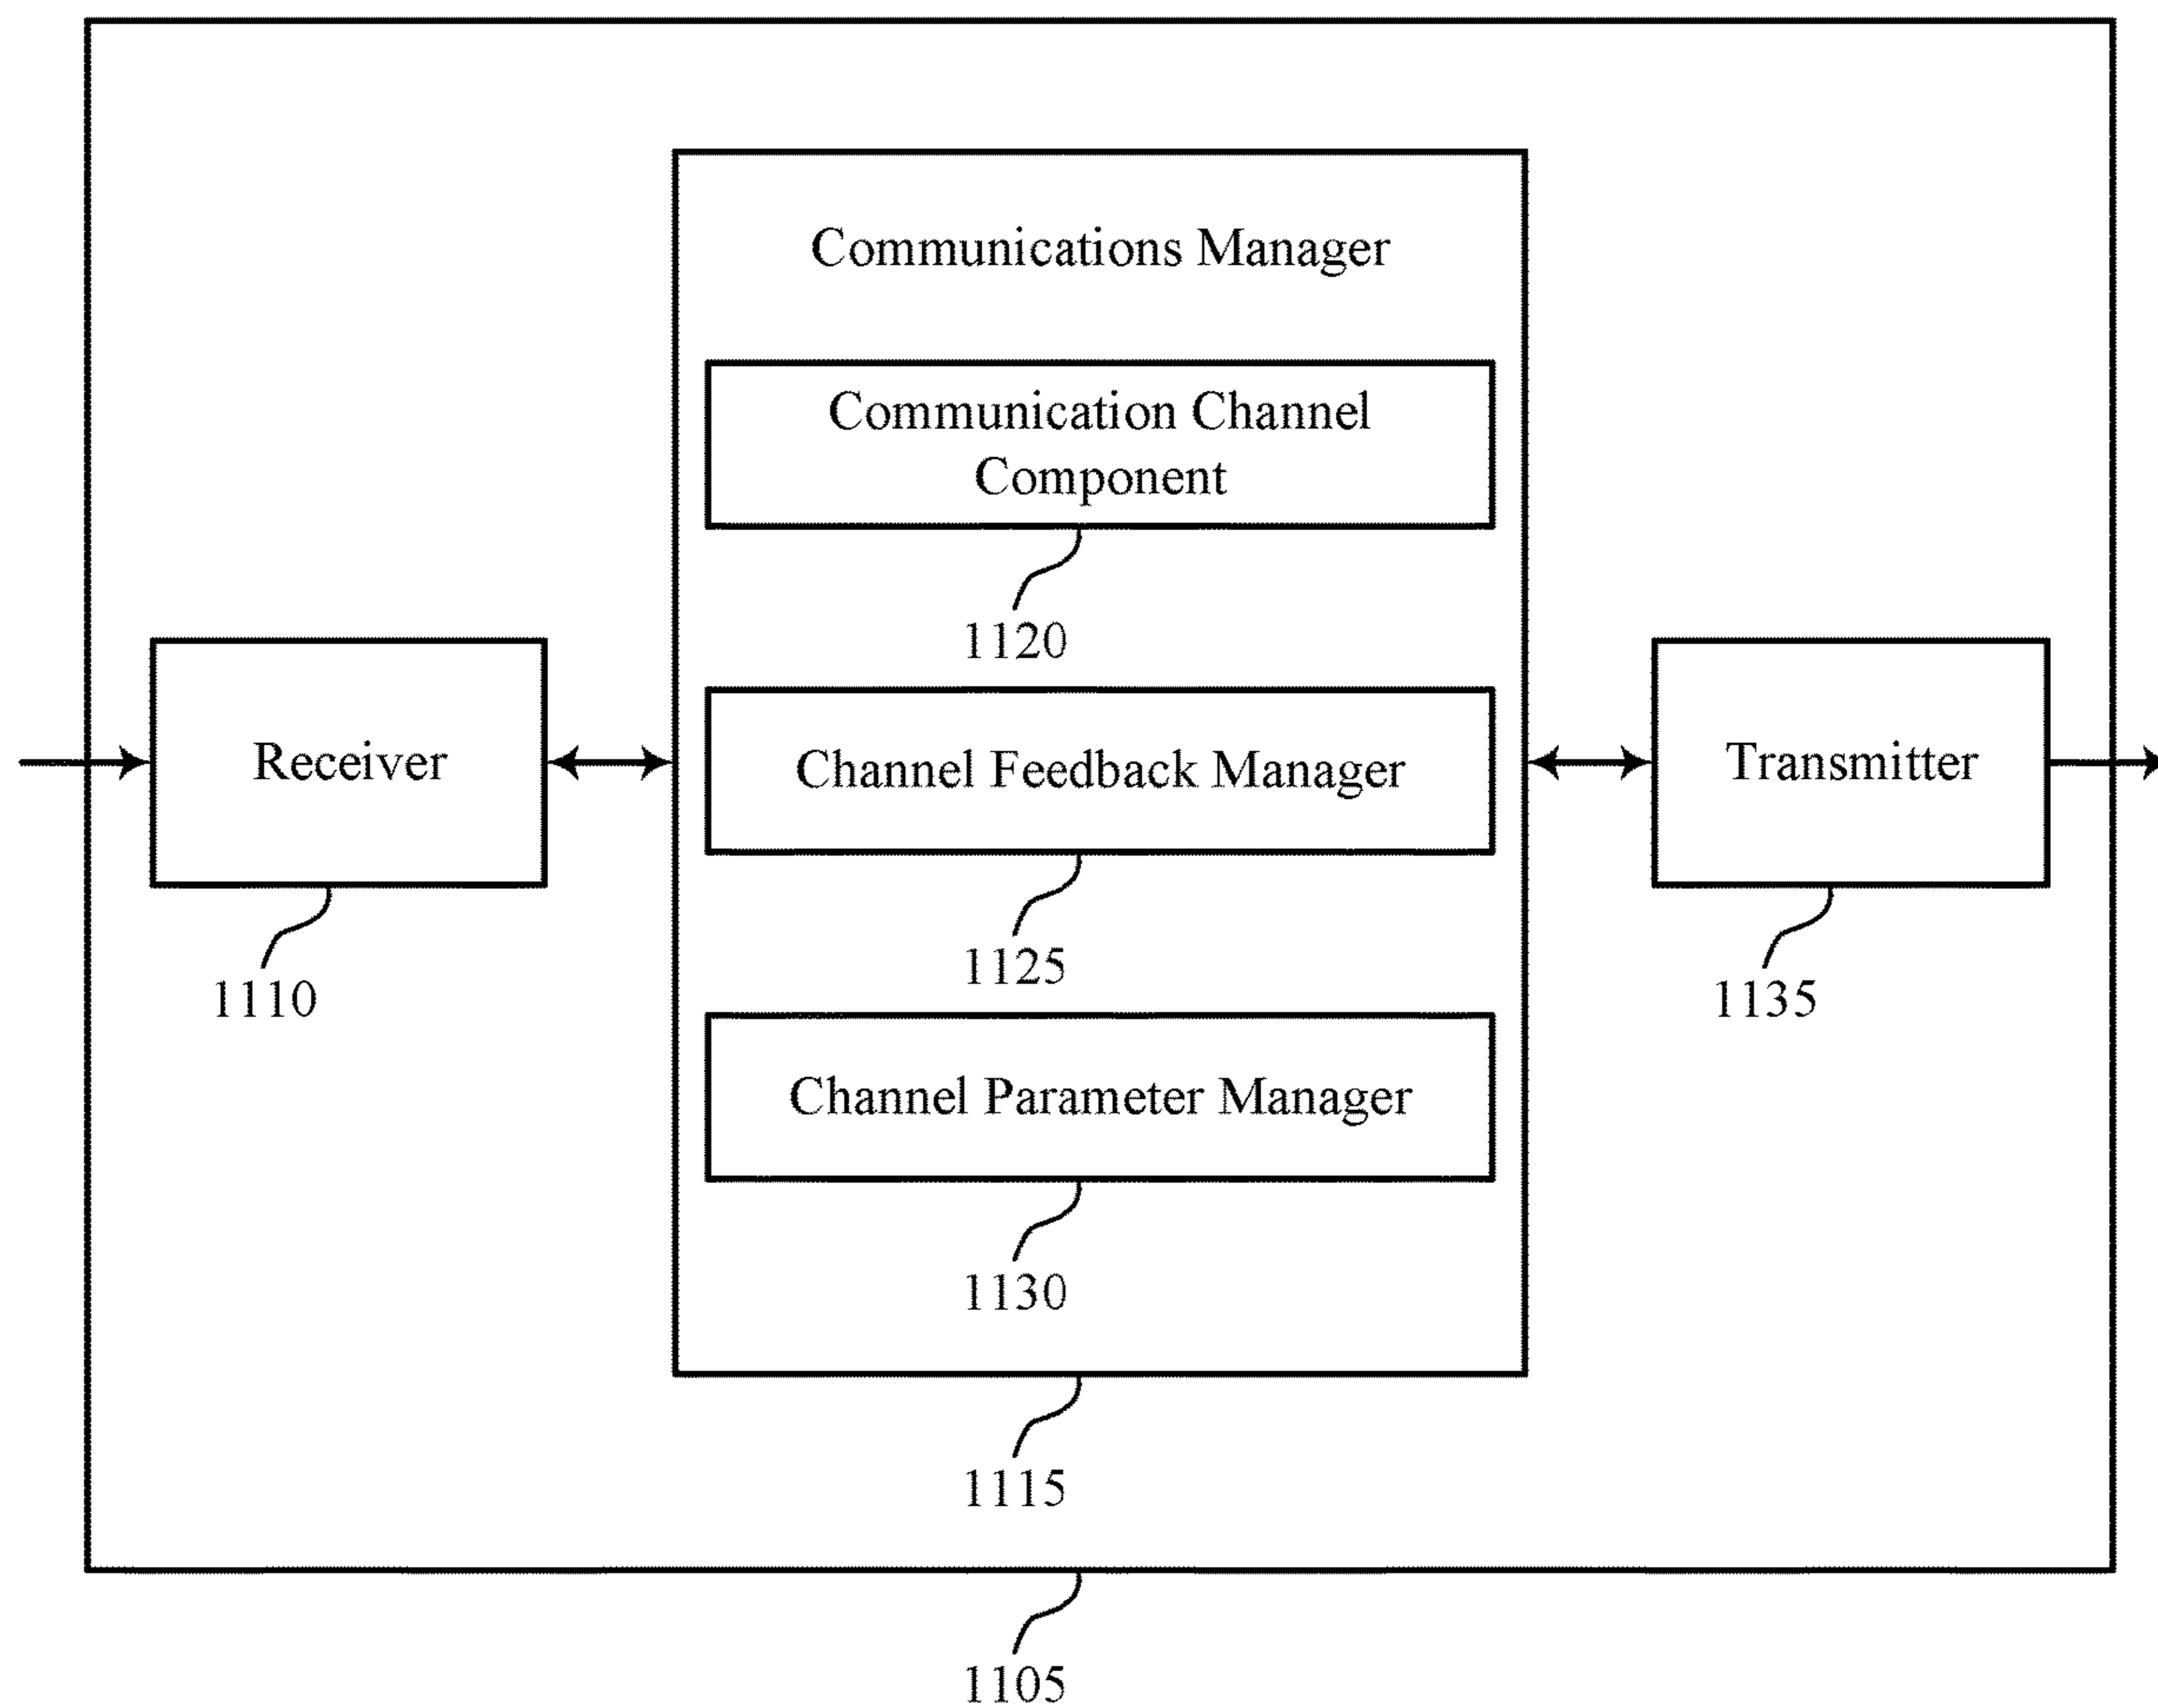 Communications Manager
Communication Channel
Component
1120
Receiver
1110
Channel Feedback Manager
1125
Transmitter
1135
Channel Parameter Manager
1130
1115
1105